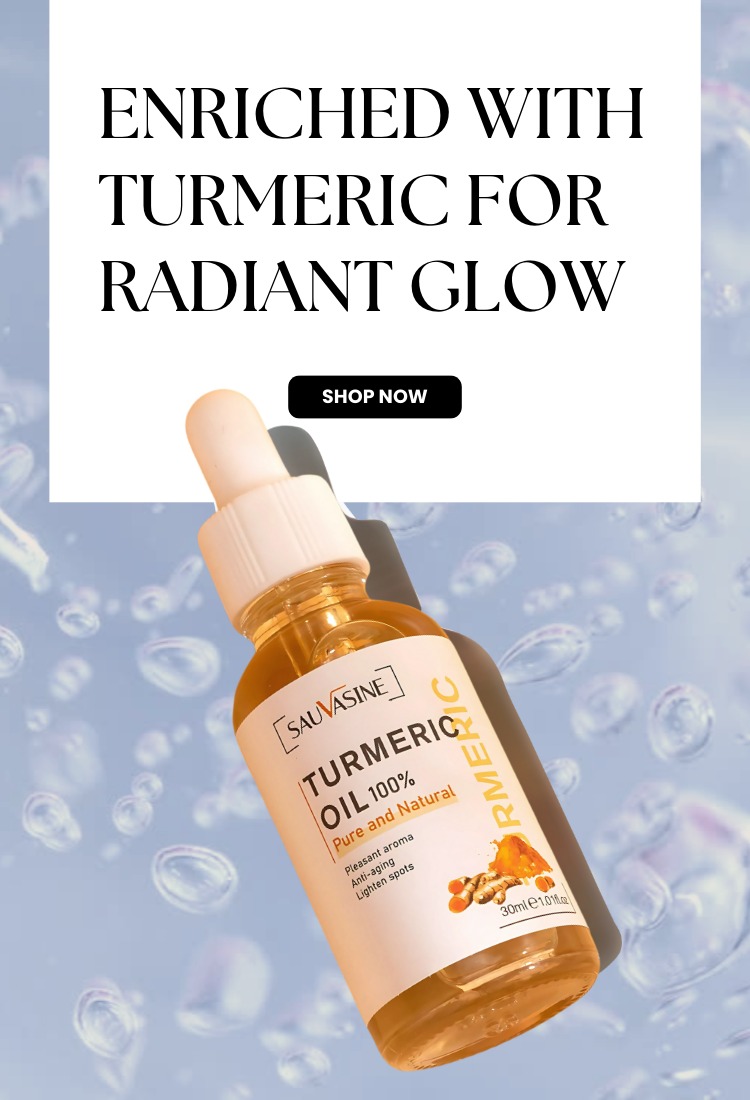 ENRICHED WITH
TURMERIC FOR
RADIANT GLOW
SHOP NOW
SAUVASINE
TURMERIC
OIL 100%
Pure and Natural
Pleasant aroma
Anti-aging
Lighten spots
30ml ℮ 1.01fl.oz